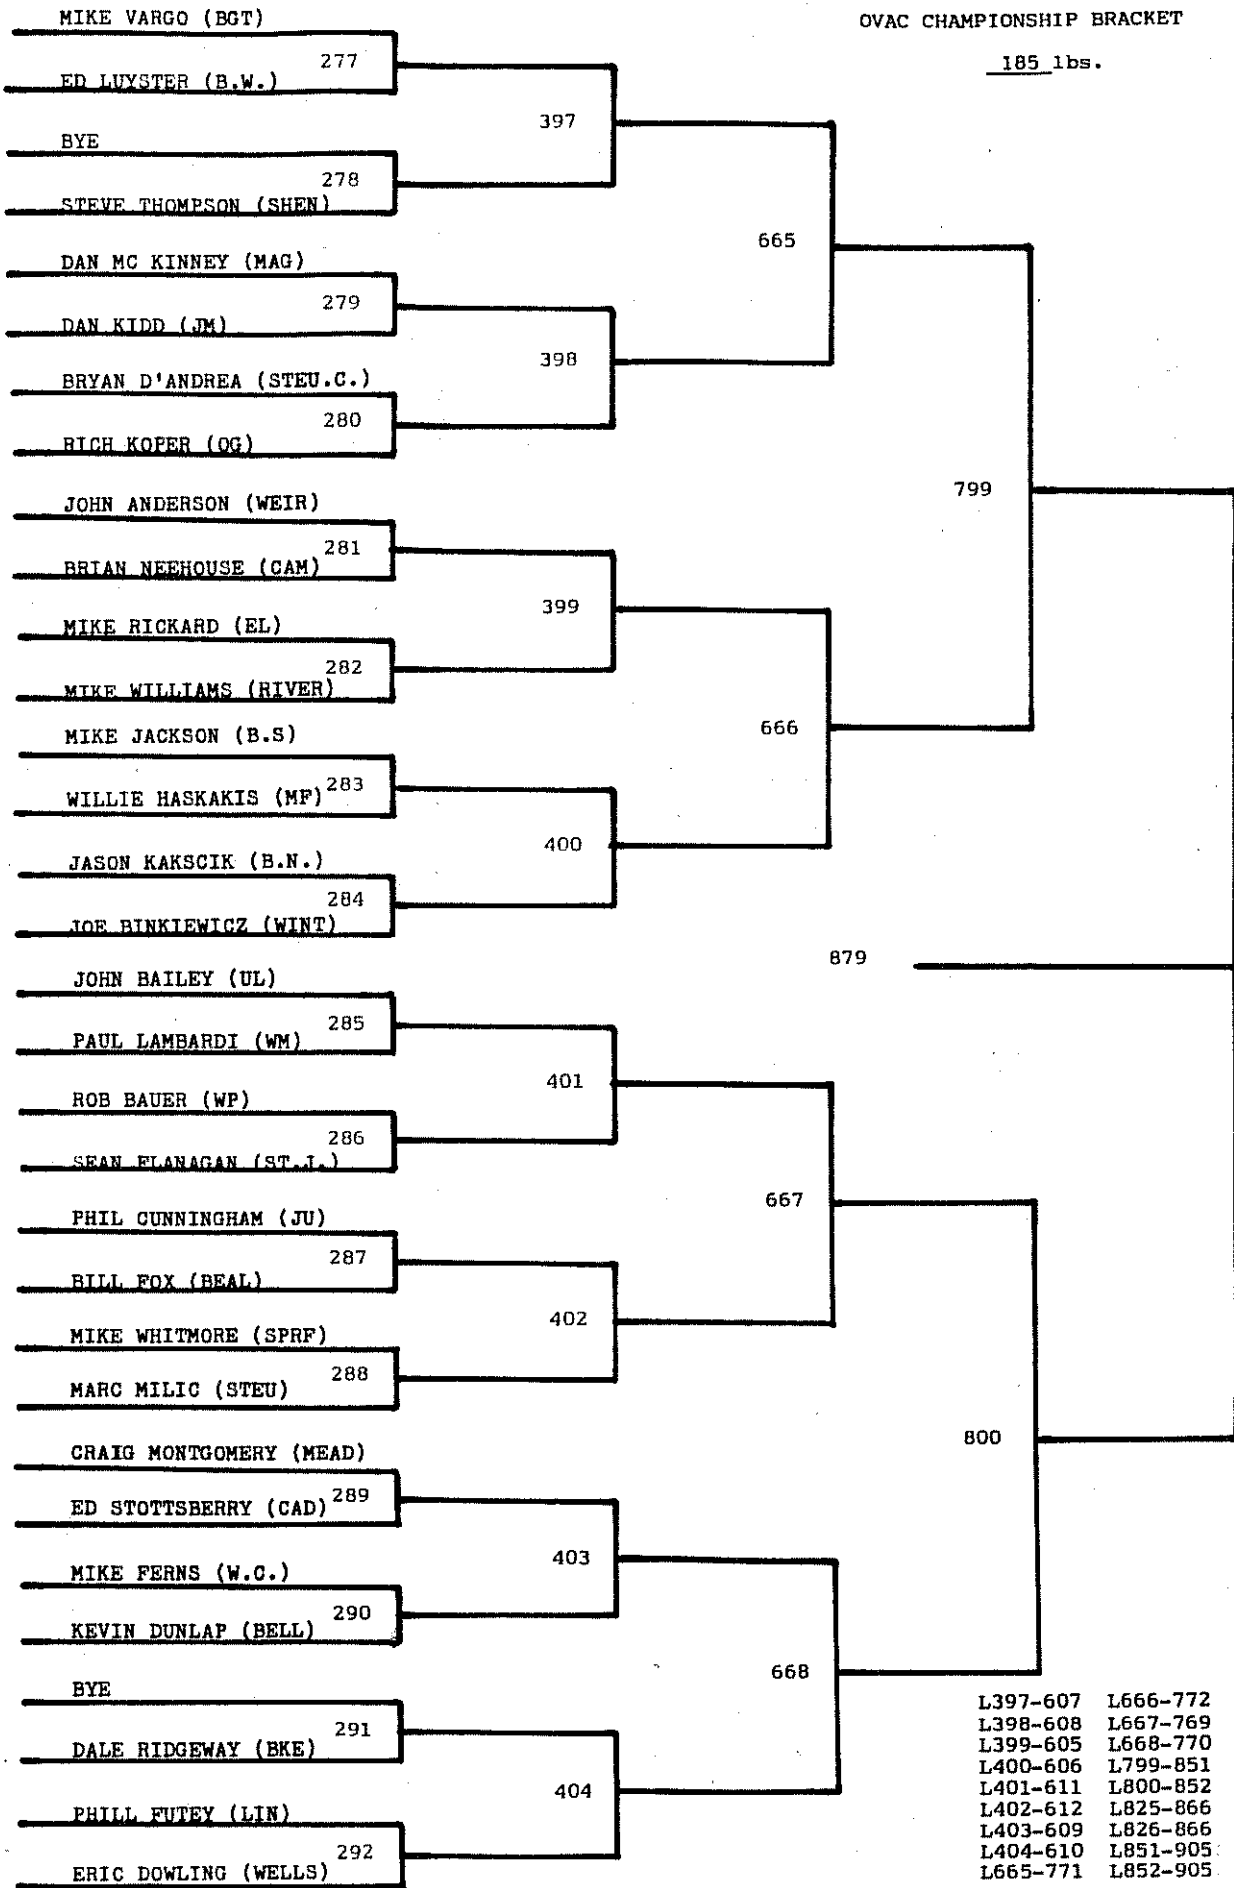 OVAC CHAMPIONSHIP BRACKET
185 lbs.
MIKE VARGO (BGT)
277
ED LUYSTER (B.W.)
397
BYE
278
STEVE THOMPSON (SHEN)
665
DAN MC KINNEY (MAG)
279
DAN KIDD (JM)
398
BRYAN D'ANDREA (STEU.C.)
280
RICH KOPER (OG)
799
JOHN ANDERSON (WEIR)
281
BRIAN NEEHOUSE (CAM)
399
MIKE RICKARD (EL)
282
MIKE WILLIAMS (RIVER)
666
MIKE JACKSON (B.S)
283
WILLIE HASKAKIS (MF)
400
JASON KAKSCIK (B.N.)
284
JOE BINKIEWICZ (WINT)
879
JOHN BAILEY (UL)
285
PAUL LAMBARDI (WM)
401
ROB BAUER (WP)
286
SEAN FLANAGAN (ST.J.)
667
PHIL CUNNINGHAM (JU)
287
BILL FOX (BEAL)
402
MIKE WHITMORE (SPRF)
288
MARC MILIC (STEU)
800
CRAIG MONTGOMERY (MEAD)
289
ED STOTTSBERRY (CAD)
403
MIKE FERNS (W.C.)
290
KEVIN DUNLAP (BELL)
668
BYE
291
DALE RIDGEWAY (BKE)
404
PHILL FUTEY (LIN)
292
ERIC DOWLING (WELLS)
L397-607 L666-772
L398-608 L667-769
L399-605 L668-770
L400-606 L799-851
L401-611 L800-852
L402-612 L825-866
L403-609 L826-866
L404-610 L851-905
L665-771 L852-905